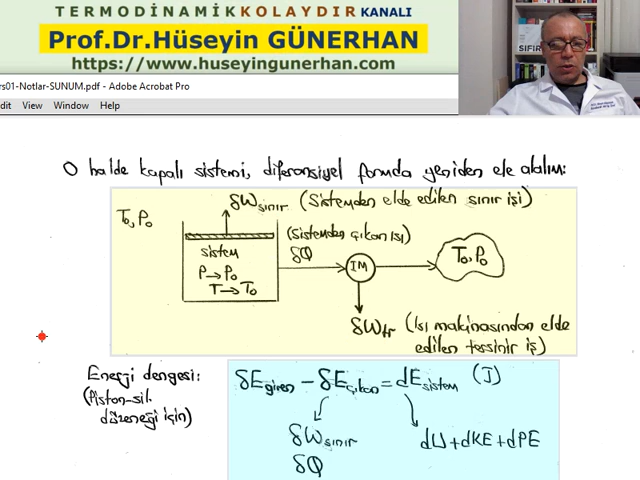 TERMODİNAMİKKOLAYDIR KANALI
Prof.Dr.Hüseyin GÜNERHAN
https://www.huseyingunerhan.com
rs01-Notlar-SUNUM.pdf - Adobe Acrobat Pro
dit View Window Help
SIFIR
O halde kapalı sistemi, diferansiyel formda yeniden ele alalım:
δW sınır (Sistemden elde edilen sınır işi)
T₀, P₀
(Sistemden çıkan ısı)
sistem
δQ
P→P₀
T→T₀
IM
T₀, P₀
δW tr (Isı makinasından elde
edilen tersinir iş)
Enerji dengesi:
(Piston-sil.
düzeneği için)
δE giren − δE çıkan = dE sistem (J)
δW sınır
dU+dKE+dPE
δQ